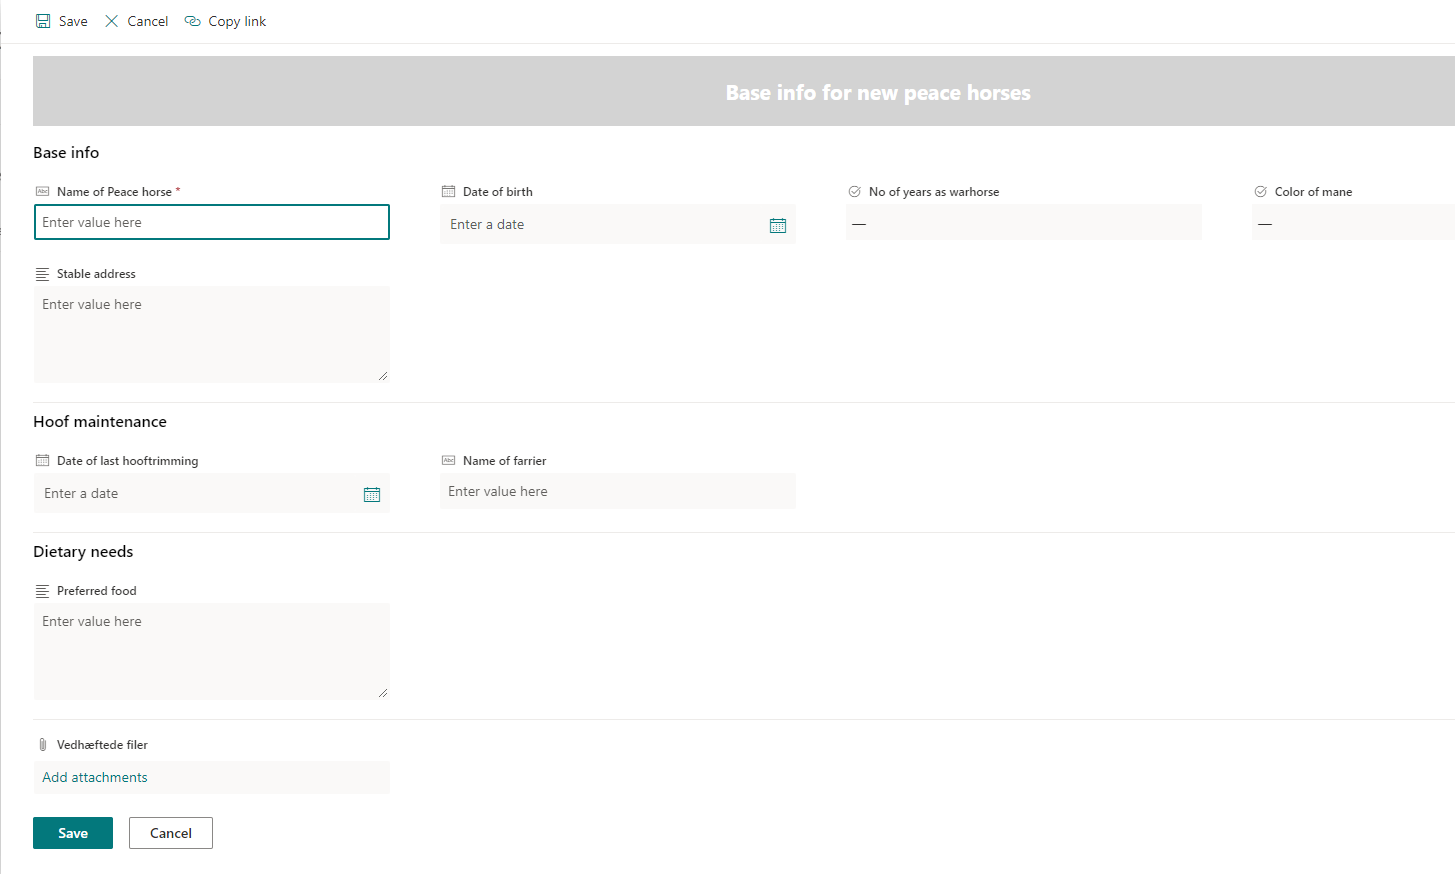 Save Cancel Copy link
Base info for new peace horses
Base info
Name of Peace horse * Date of birth No of years as warhorse Color of mane
Enter value here Enter a date — —
Stable address
Enter value here
Hoof maintenance
Date of last hooftrimming Name of farrier
Enter a date Enter value here
Dietary needs
Preferred food
Enter value here
Vedhæftede filer
Add attachments
Save Cancel